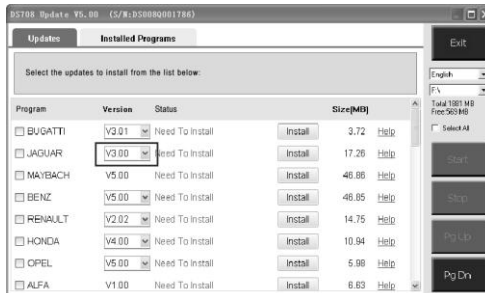 DS708 Update V5.00 (S/N:DS008Q001786)
Updates Installed Programs
Exit
Select the updates to install from the list below:
English
F:\
Total:1881 MB
Free:569 MB
Select All
Program Version Status Size[MB]
BUGATTI V3.01 Need To Install Install 3.72 Help
JAGUAR V3.00 Need To Install Install 17.26 Help
MAYBACH V5.00 Need To Install Install 46.86 Help
BENZ V5.00 Need To Install Install 46.85 Help
RENAULT V2.02 Need To Install Install 14.75 Help
HONDA V4.00 Need To Install Install 10.94 Help
OPEL V5.00 Need To Install Install 5.98 Help
ALFA V1.00 Need To Install Install 6.63 Help
Start
Stop
Pg Up
Pg Dn